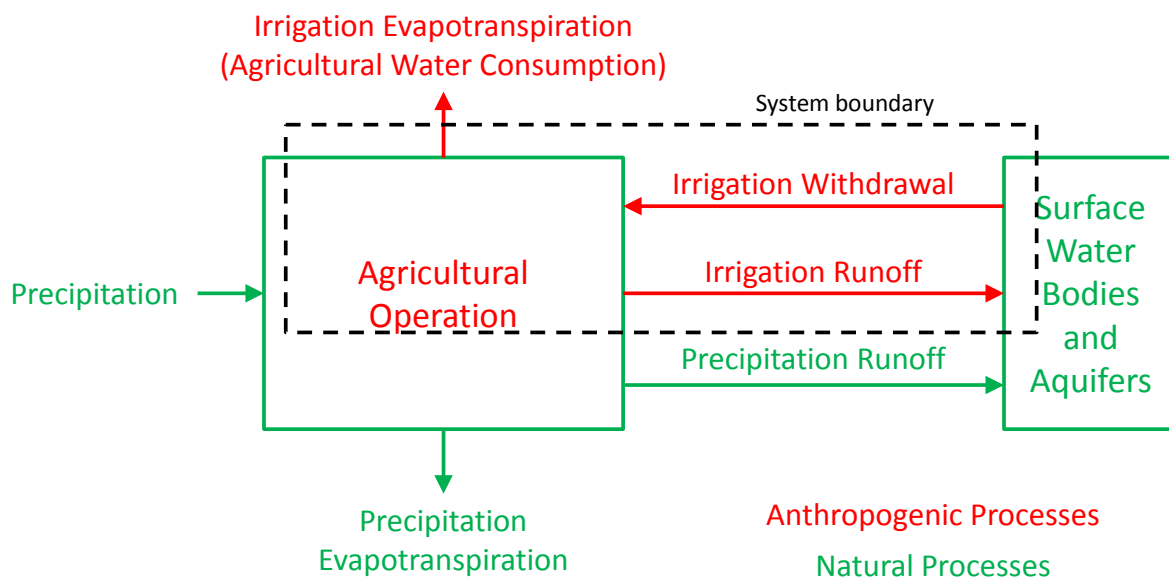 Irrigation Evapotranspiration
(Agricultural Water Consumption)
System boundary
Irrigation Withdrawal
Surface
Water
Bodies
and
Aquifers
Agricultural
Operation
Irrigation Runoff
Precipitation
Precipitation Runoff
Precipitation
Evapotranspiration
Anthropogenic Processes
Natural Processes